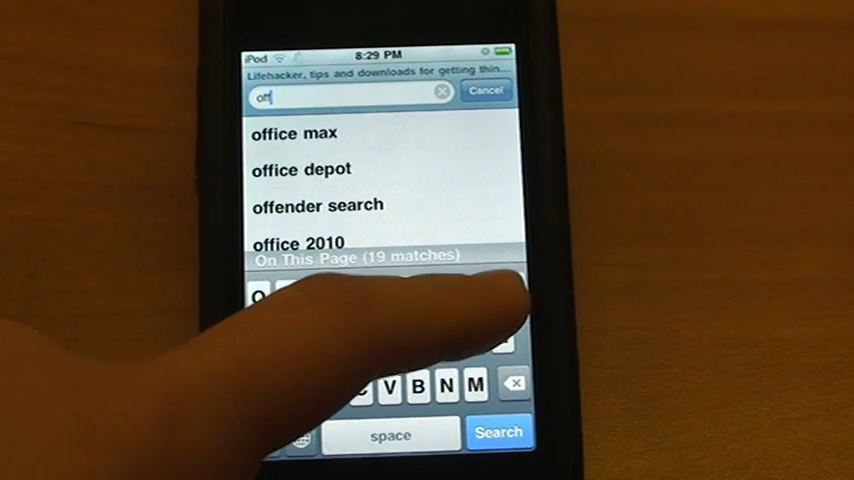 iPod 8:29 PM
Lifehacker, tips and downloads for getting thin...
off Cancel
office max
office depot
offender search
office 2010
On This Page (19 matches)
Q
C V B N M
space Search